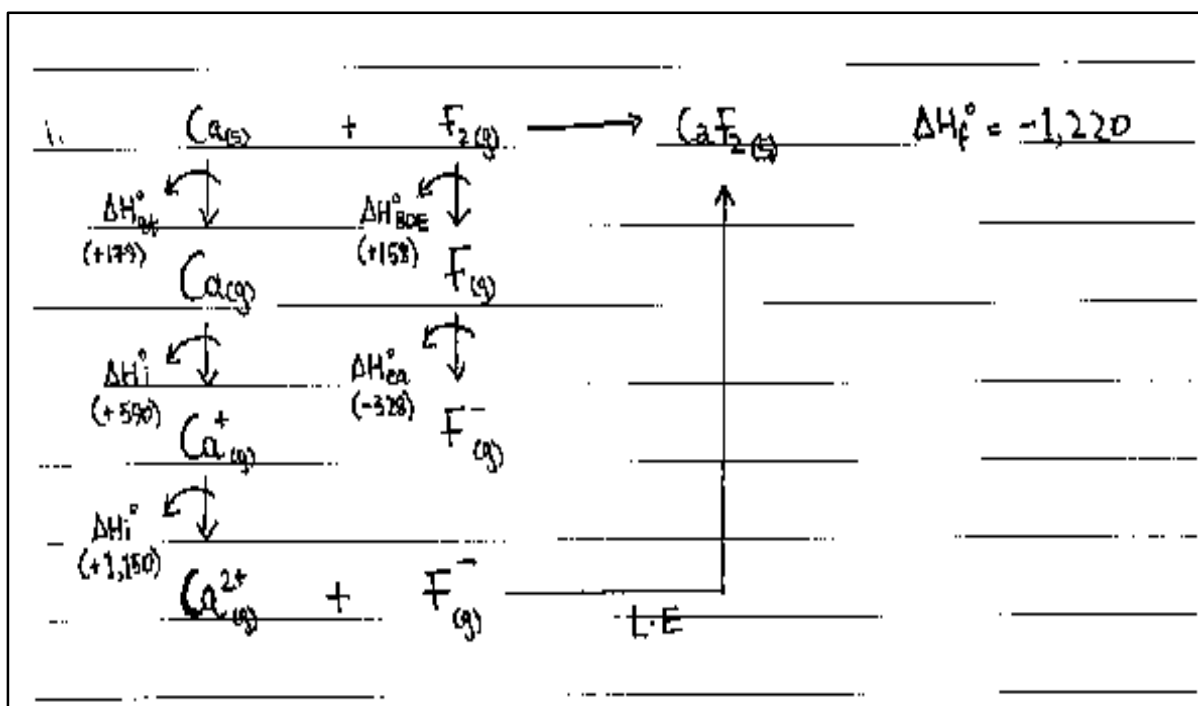 i. Ca(s) + F2(g) → CaF2(s) ΔHf° = -1,220
ΔH°at ΔH°BDE
(+179) (+158)
Ca(g) F(g)
ΔHi° ΔH°ea
(+590) (-328)
Ca+(g) F-(g)
ΔHi°
(+1,150)
Ca2+(g) + F-(g)
L.E